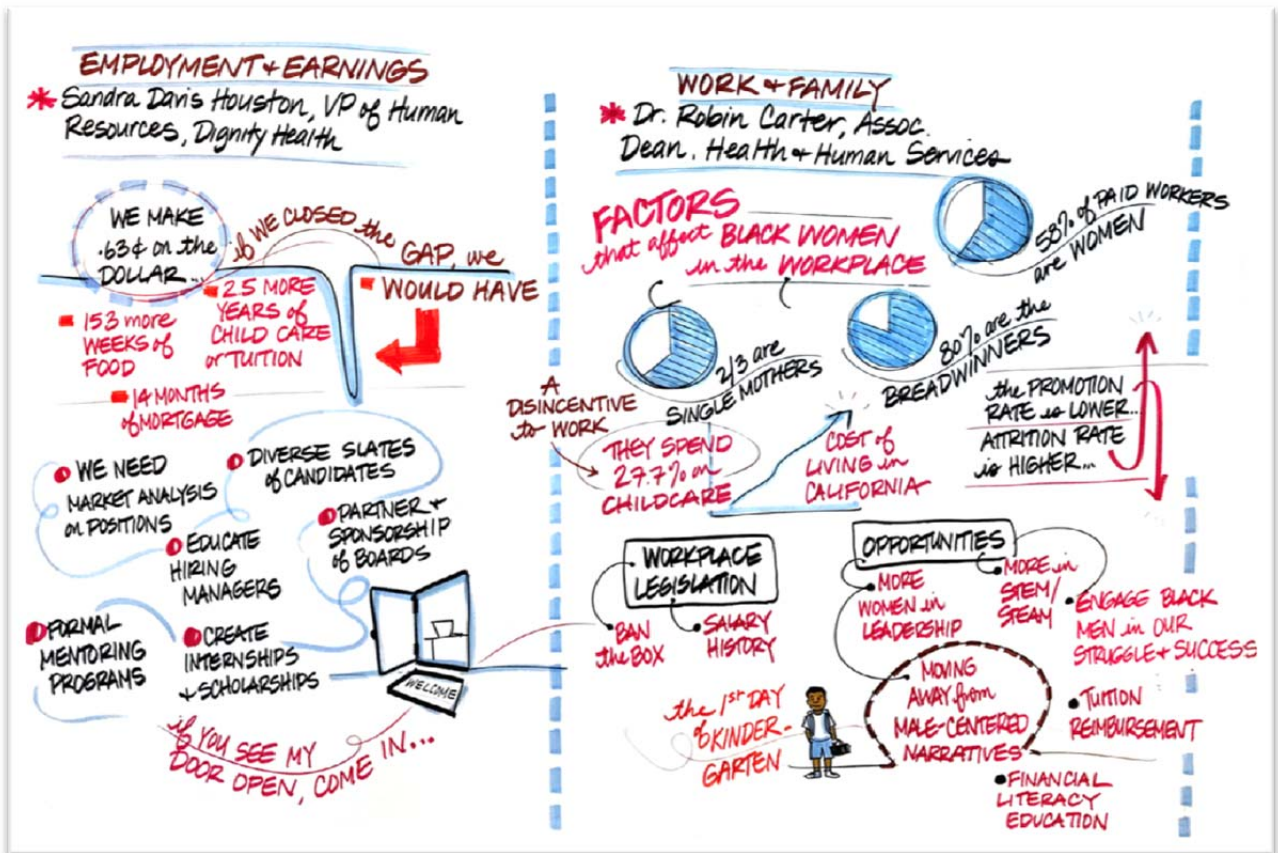 EMPLOYMENT + EARNINGS
* Sandra Davis Houston, VP of Human
Resources, Dignity Health
WE MAKE
.63¢ on the
DOLLAR...
if WE CLOSED the
GAP, we
WOULD HAVE
153 more
WEEKS of
FOOD
2.5 MORE
YEARS of
CHILD CARE
or TUITION
14 MONTHS
of MORTGAGE
WE NEED
MARKET ANALYSIS
on POSITIONS
DIVERSE SLATES
of CANDIDATES
EDUCATE
HIRING
MANAGERS
PARTNER +
SPONSORSHIP
of BOARDS
FORMAL
MENTORING
PROGRAMS
CREATE
INTERNSHIPS
+ SCHOLARSHIPS
WELCOME
if YOU SEE MY
DOOR OPEN, COME IN...
WORK + FAMILY
* Dr. Robin Carter, Assoc.
Dean. Health + Human Services
FACTORS
that affect BLACK WOMEN
in the WORKPLACE
58% of PAID WORKERS
are WOMEN
2/3 are
SINGLE MOTHERS
80% are the
BREADWINNERS
A
DISINCENTIVE
to WORK
THEY SPEND
27.7% on
CHILDCARE
COST of
LIVING in
CALIFORNIA
the PROMOTION
RATE is LOWER...
ATTRITION RATE
is HIGHER...
WORKPLACE
LEGISLATION
BAN
the BOX
SALARY
HISTORY
OPPORTUNITIES
MORE
WOMEN in
LEADERSHIP
MORE in
STEM/
STEAM
ENGAGE BLACK
MEN in OUR
STRUGGLE + SUCCESS
the 1st DAY
of KINDER-
GARTEN
MOVING
AWAY from
MALE-CENTERED
NARRATIVES
TUITION
REIMBURSEMENT
FINANCIAL
LITERACY
EDUCATION